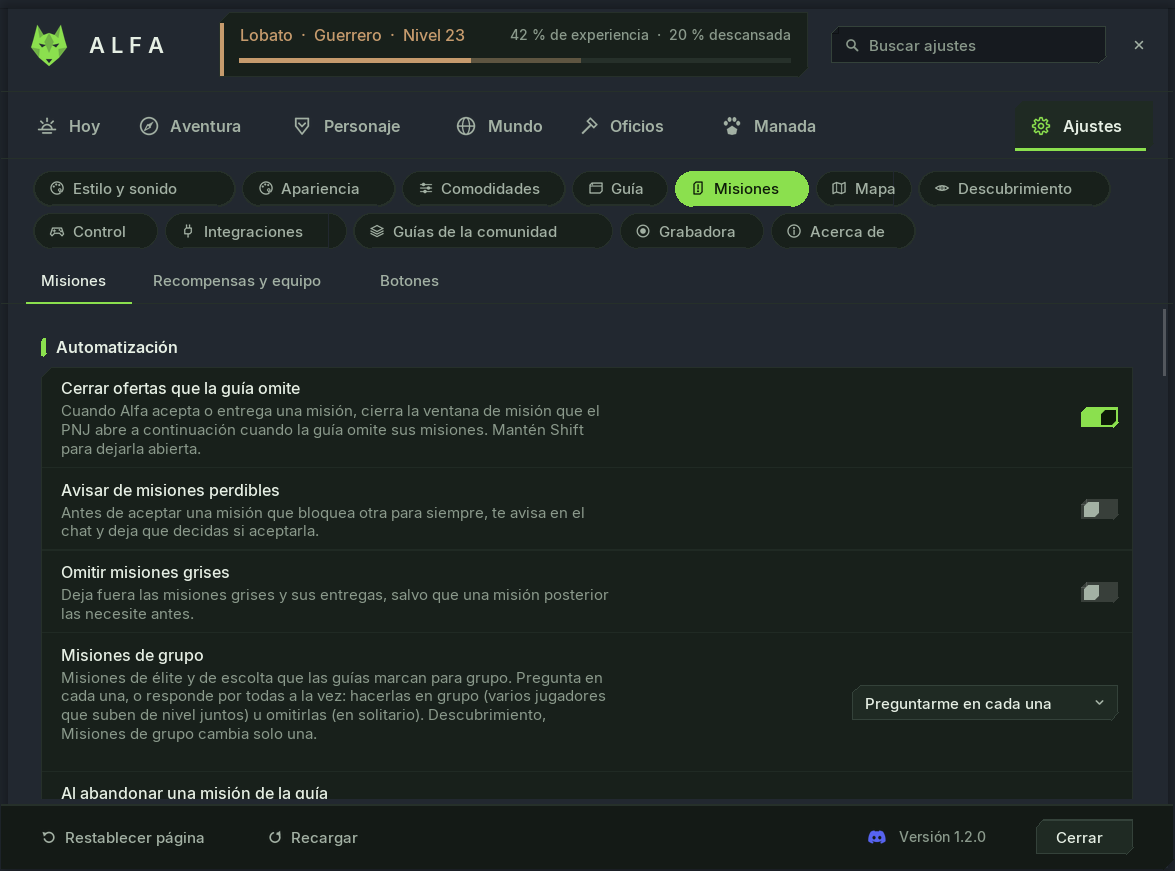 ALFA
Lobato · Guerrero · Nivel 23
42 % de experiencia · 20 % descansada
Buscar ajustes
Hoy
Aventura
Personaje
Mundo
Oficios
Manada
Ajustes
Estilo y sonido
Apariencia
Comodidades
Guía
Misiones
Mapa
Descubrimiento
Control
Integraciones
Guías de la comunidad
Grabadora
Acerca de
Misiones
Recompensas y equipo
Botones
Automatización
Cerrar ofertas que la guía omite
Cuando Alfa acepta o entrega una misión, cierra la ventana de misión que el
PNJ abre a continuación cuando la guía omite sus misiones. Mantén Shift
para dejarla abierta.
Avisar de misiones perdibles
Antes de aceptar una misión que bloquea otra para siempre, te avisa en el
chat y deja que decidas si aceptarla.
Omitir misiones grises
Deja fuera las misiones grises y sus entregas, salvo que una misión posterior
las necesite antes.
Misiones de grupo
Misiones de élite y de escolta que las guías marcan para grupo. Pregunta en
cada una, o responde por todas a la vez: hacerlas en grupo (varios jugadores
que suben de nivel juntos) u omitirlas (en solitario). Descubrimiento,
Misiones de grupo cambia solo una.
Preguntarme en cada una
Al abandonar una misión de la guía
Restablecer página
Recargar
Versión 1.2.0
Cerrar